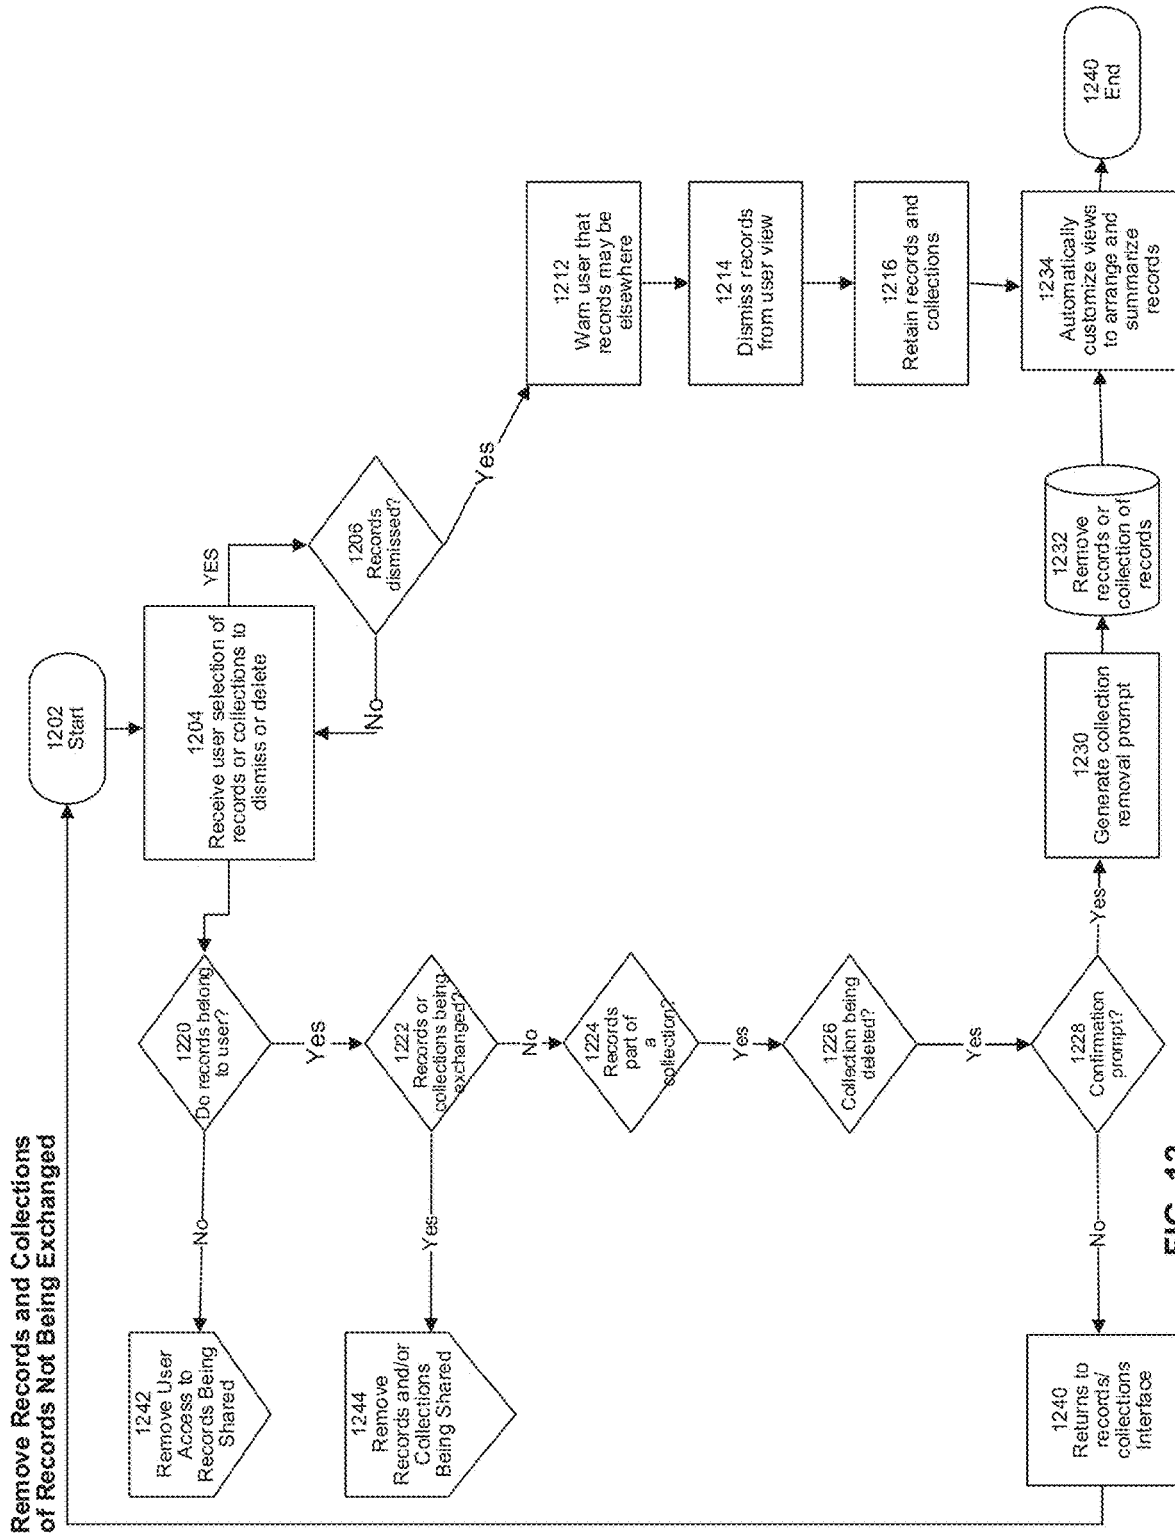 Remove Records and Collections
of Records Not Being Exchanged
1202
Start
1204
Receive user selection of
records or collections to
dismiss or delete
YES
1206
Records
dismissed?
No
Yes
1212
Warn user that
records may be
elsewhere
1214
Dismiss records
from user view
1216
Retain records and
collections
1234
Automatically
customize views
to arrange and
summarize
records
1240
End
1220
Do records belong
to user?
No
Yes
1242
Remove User
Access to
Records Being
Shared
1222
Records or
collections being
exchanged?
Yes
No
1244
Remove
Records and/or
Collections
Being Shared
1224
Records
part of
a
collection?
Yes
1226
Collection being
deleted?
Yes
1228
Confirmation
prompt?
No
Yes
1240
Returns to
records/
collections
Interface
1230
Generate collection
removal prompt
1232
Remove
records or
collection of
records
FIG. 12